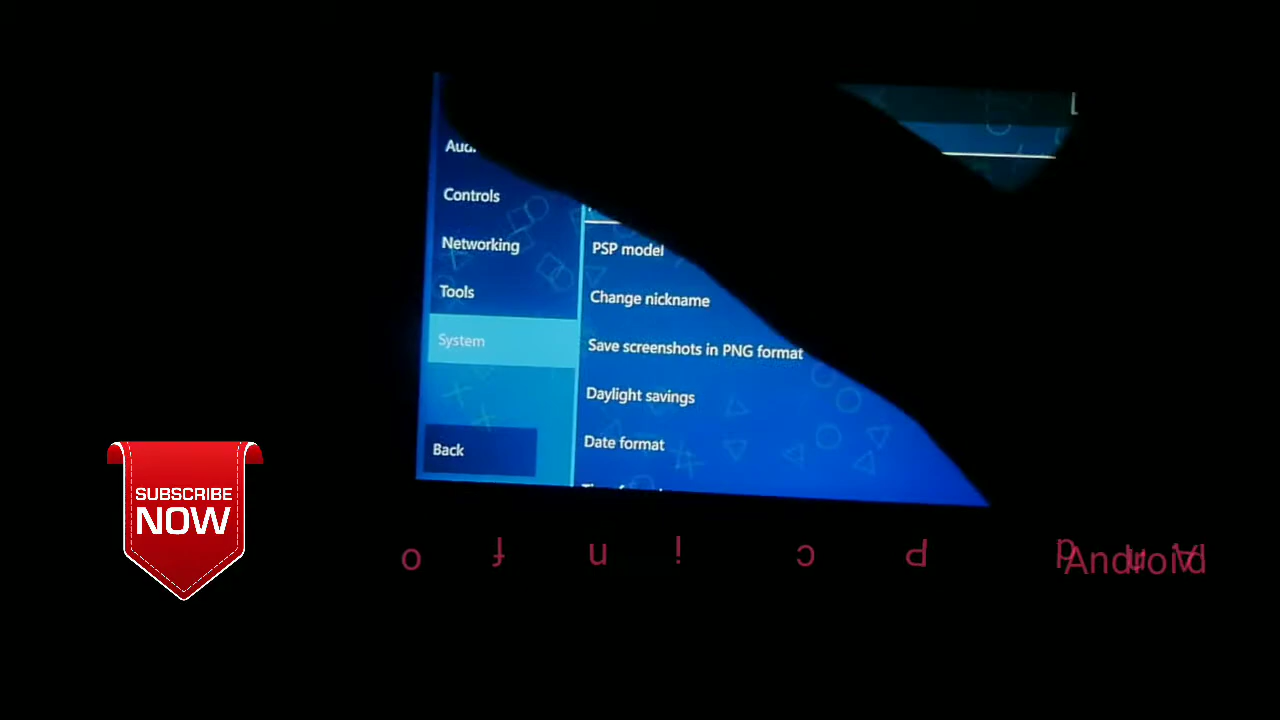 Controls
Networking
Tools
System
Back
PSP model
Change nickname
Save screenshots in PNG format
Daylight savings
Date format
SUBSCRIBE
NOW
Android